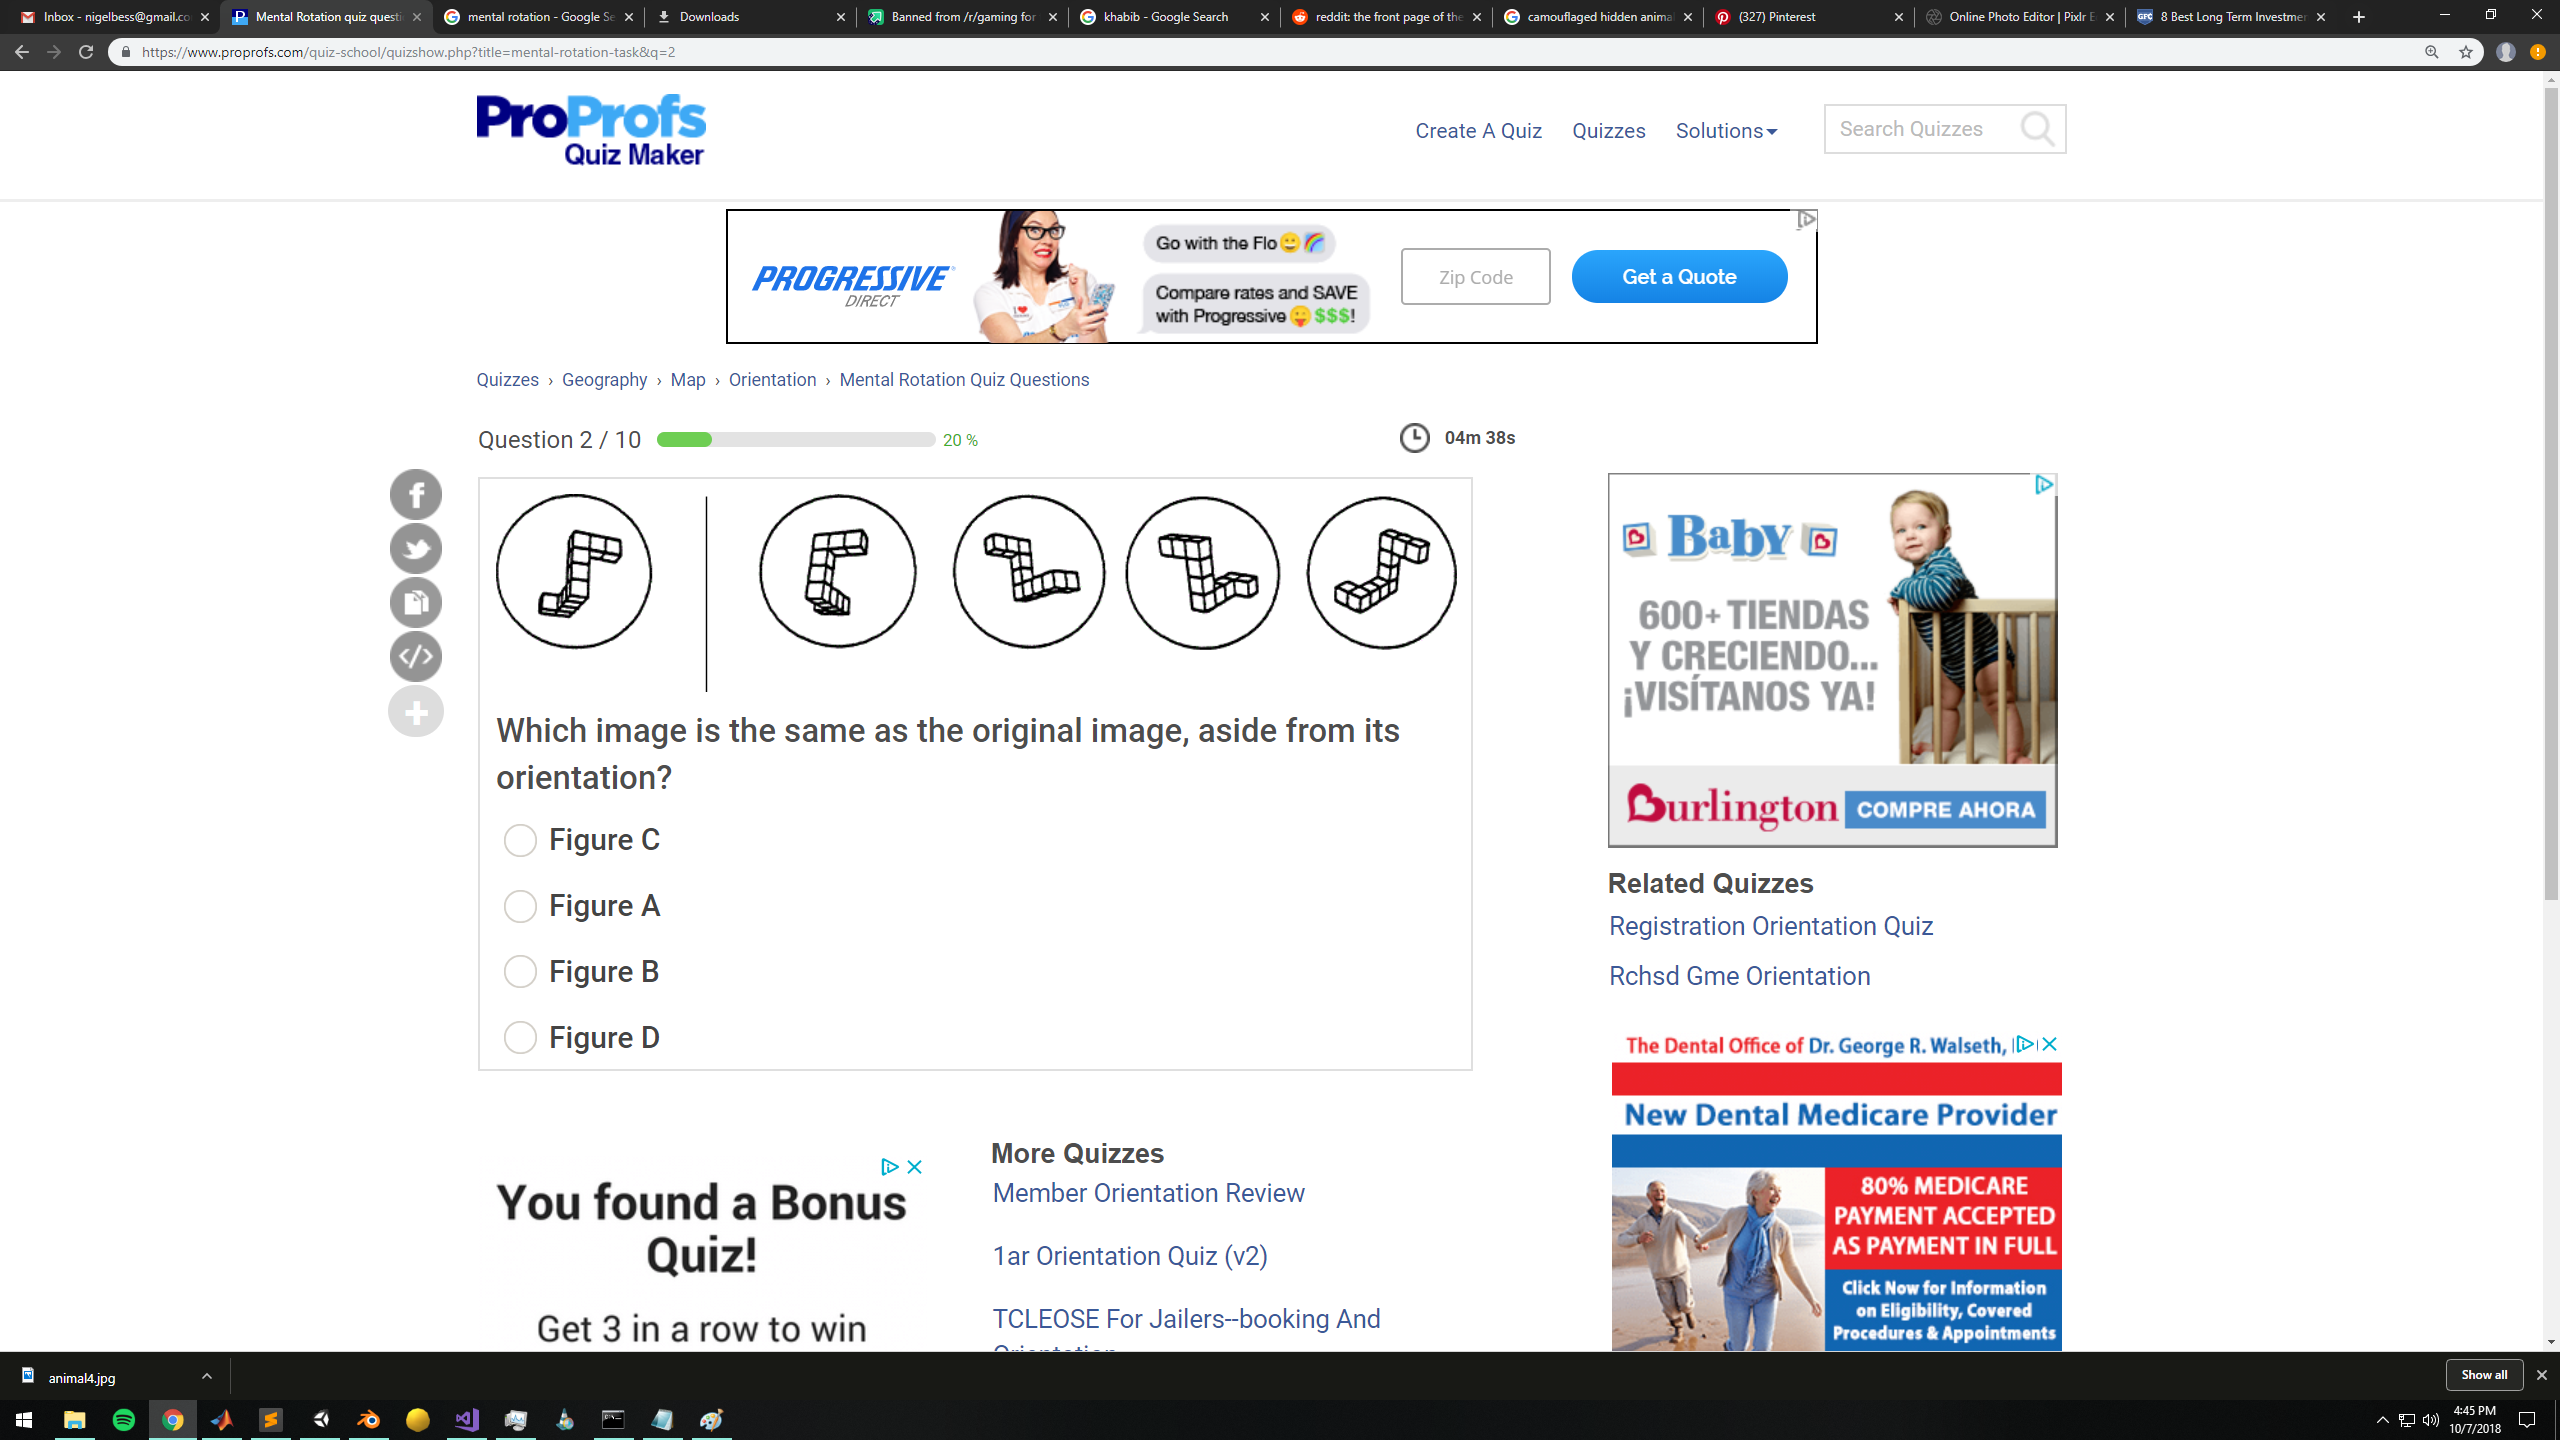 Inbox - nigelbess@gmail.co
Mental Rotation quiz questi
mental rotation - Google Se
Downloads
Banned from /r/gaming for
khabib - Google Search
reddit: the front page of the
camouflaged hidden anima
(327) Pinterest
Online Photo Editor | Pixlr E
GFC 8 Best Long Term Investmer
https://www.proprofs.com/quiz-school/quizshow.php?title=mental-rotation-task&q=2
ProProfs
Quiz Maker
Create A Quiz
Quizzes
Solutions
Search Quizzes
PROGRESSIVE
DIRECT
Go with the Flo😄🌈
Compare rates and SAVE
with Progressive😛$$$!
Zip Code
Get a Quote
Quizzes › Geography › Map › Orientation › Mental Rotation Quiz Questions
Question 2 / 10
20 %
04m 38s
Which image is the same as the original image, aside from its
orientation?
Figure C
Figure A
Figure B
Figure D
Baby
600+ TIENDAS
Y CRECIENDO...
¡VISÍTANOS YA!
Burlington
COMPRE AHORA
Related Quizzes
Registration Orientation Quiz
Rchsd Gme Orientation
The Dental Office of Dr. George R. Walseth,
New Dental Medicare Provider
80% MEDICARE
PAYMENT ACCEPTED
AS PAYMENT IN FULL
Click Now for Information
on Eligibility, Covered
Procedures & Appointments
You found a Bonus
Quiz!
Get 3 in a row to win
More Quizzes
Member Orientation Review
1ar Orientation Quiz (v2)
TCLEOSE For Jailers--booking And
Orientation
animal4.jpg
Show all
4:45 PM
10/7/2018